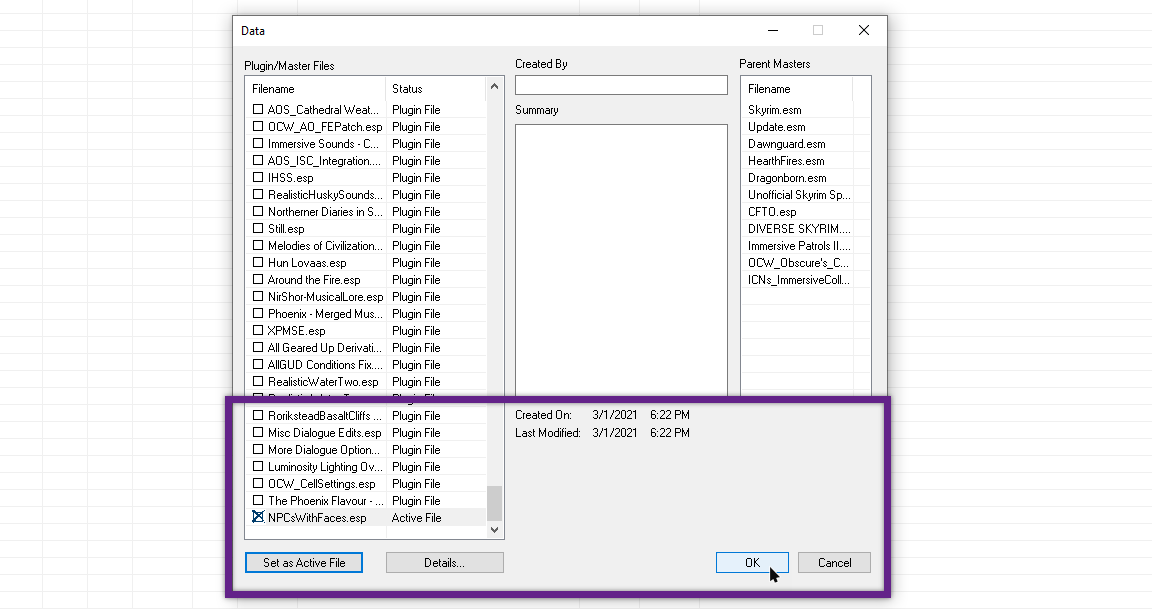 Data
Plugin/Master Files
Created By
Parent Masters
Filename Status
Filename
Summary
AOS_Cathedral Weat... Plugin File
OCW_AO_FEPatch.esp Plugin File
Immersive Sounds - C... Plugin File
AOS_ISC_Integration.... Plugin File
IHSS.esp Plugin File
RealisticHuskySounds... Plugin File
Northerner Diaries in S... Plugin File
Still.esp Plugin File
Melodies of Civilization... Plugin File
Hun Lovaas.esp Plugin File
Around the Fire.esp Plugin File
NirShor-MusicalLore.esp Plugin File
Phoenix - Merged Mus... Plugin File
XPMSE.esp Plugin File
All Geared Up Derivati... Plugin File
AllGUD Conditions Fix.... Plugin File
RealisticWaterTwo.esp Plugin File
RoriksteadBasaltCliffs ... Plugin File
Misc Dialogue Edits.esp Plugin File
More Dialogue Option... Plugin File
Luminosity Lighting Ov... Plugin File
OCW_CellSettings.esp Plugin File
The Phoenix Flavour - ... Plugin File
NPCsWithFaces.esp Active File
Skyrim.esm
Update.esm
Dawnguard.esm
HearthFires.esm
Dragonborn.esm
Unofficial Skyrim Sp...
CFTO.esp
DIVERSE SKYRIM....
Immersive Patrols II....
OCW_Obscure's_C...
ICNs_ImmersiveColl...
Created On: 3/1/2021 6:22 PM
Last Modified: 3/1/2021 6:22 PM
Set as Active File
Details...
OK
Cancel